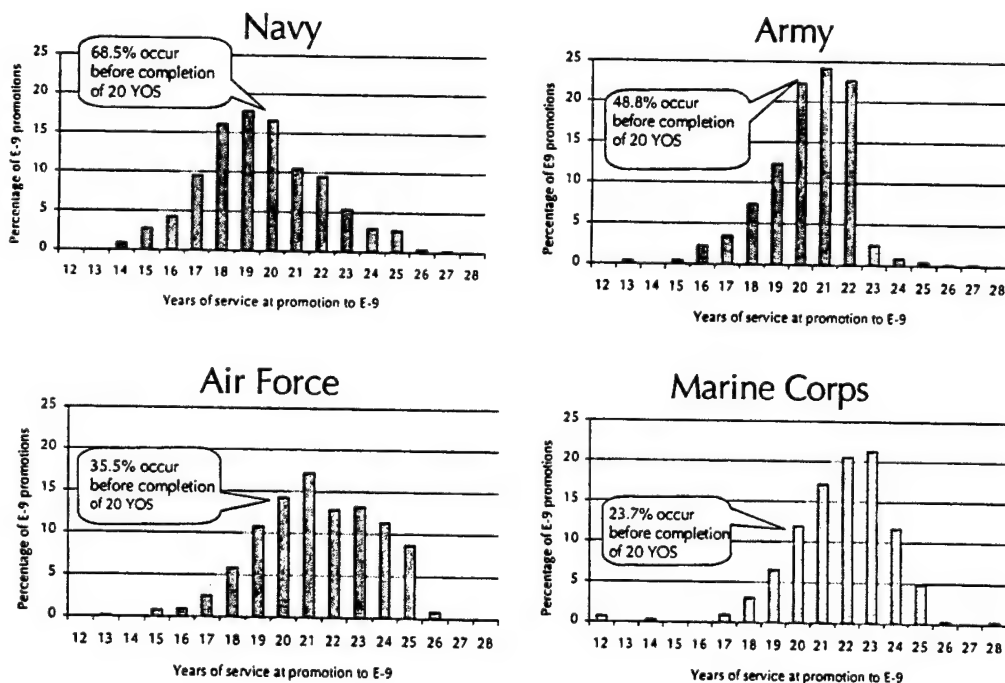 Navy
68.5% occur
before completion
of 20 YOS
Percentage of E-9 promotions
25
20
15
10
5
0
12 13 14 15 16 17 18 19 20 21 22 23 24 25 26 27 28
Years of service at promotion to E-9
Army
48.8% occur
before completion
of 20 YOS
Percentage of E9 promotions
25
20
15
10
5
0
12 13 14 15 16 17 18 19 20 21 22 23 24 25 26 27 28
Years of service at promotion to E-9
Air Force
35.5% occur
before completion
of 20 YOS
Percentage of E-9 promotions
25
20
15
10
5
0
12 13 14 15 16 17 18 19 20 21 22 23 24 25 26 27 28
Years of service at promotion to E-9
Marine Corps
23.7% occur
before completion
of 20 YOS
Percentage of E-9 promotions
25
20
15
10
5
0
12 13 14 15 16 17 18 19 20 21 22 23 24 25 26 27 28
Years of service at promotion to E-9